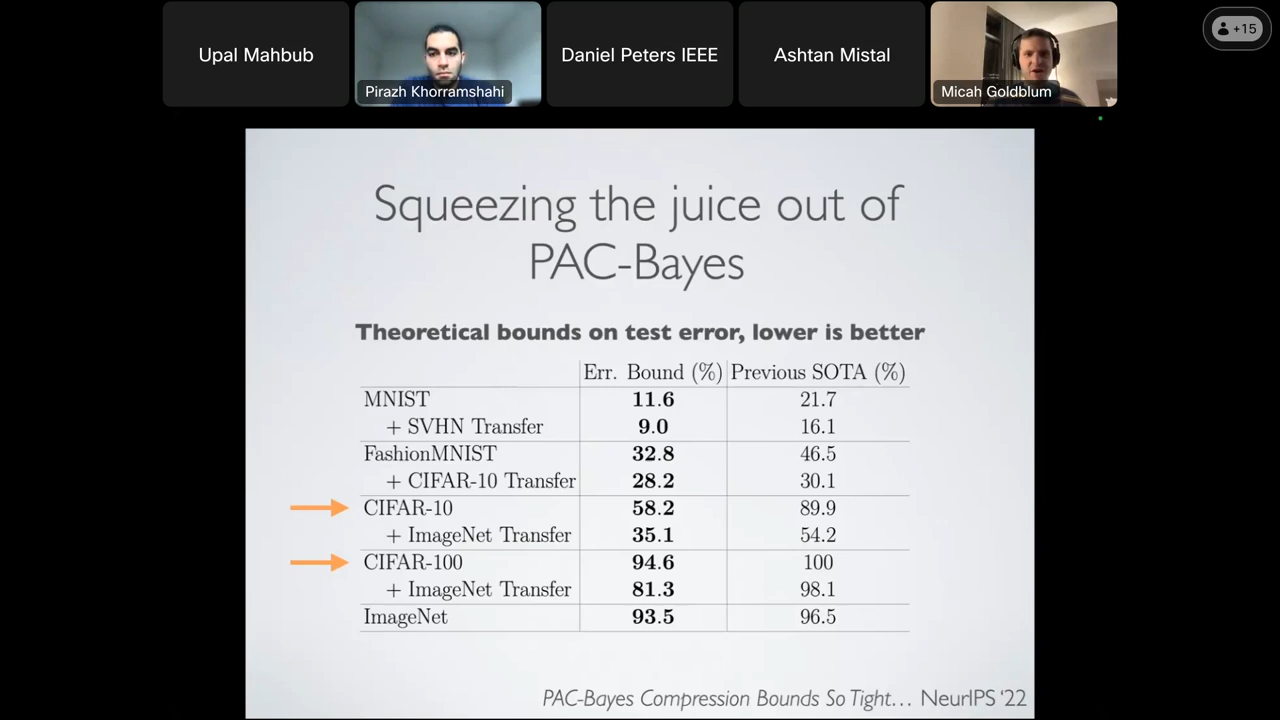 Upal Mahbub
Pirazh Khorramshahi
Daniel Peters IEEE
Ashtan Mistal
Micah Goldblum
+15
Squeezing the juice out of
PAC-Bayes
Theoretical bounds on test error, lower is better
Err. Bound (%) Previous SOTA (%)
MNIST 11.6 21.7
+ SVHN Transfer 9.0 16.1
FashionMNIST 32.8 46.5
+ CIFAR-10 Transfer 28.2 30.1
CIFAR-10 58.2 89.9
+ ImageNet Transfer 35.1 54.2
CIFAR-100 94.6 100
+ ImageNet Transfer 81.3 98.1
ImageNet 93.5 96.5
PAC-Bayes Compression Bounds So Tight… NeurIPS ‘22